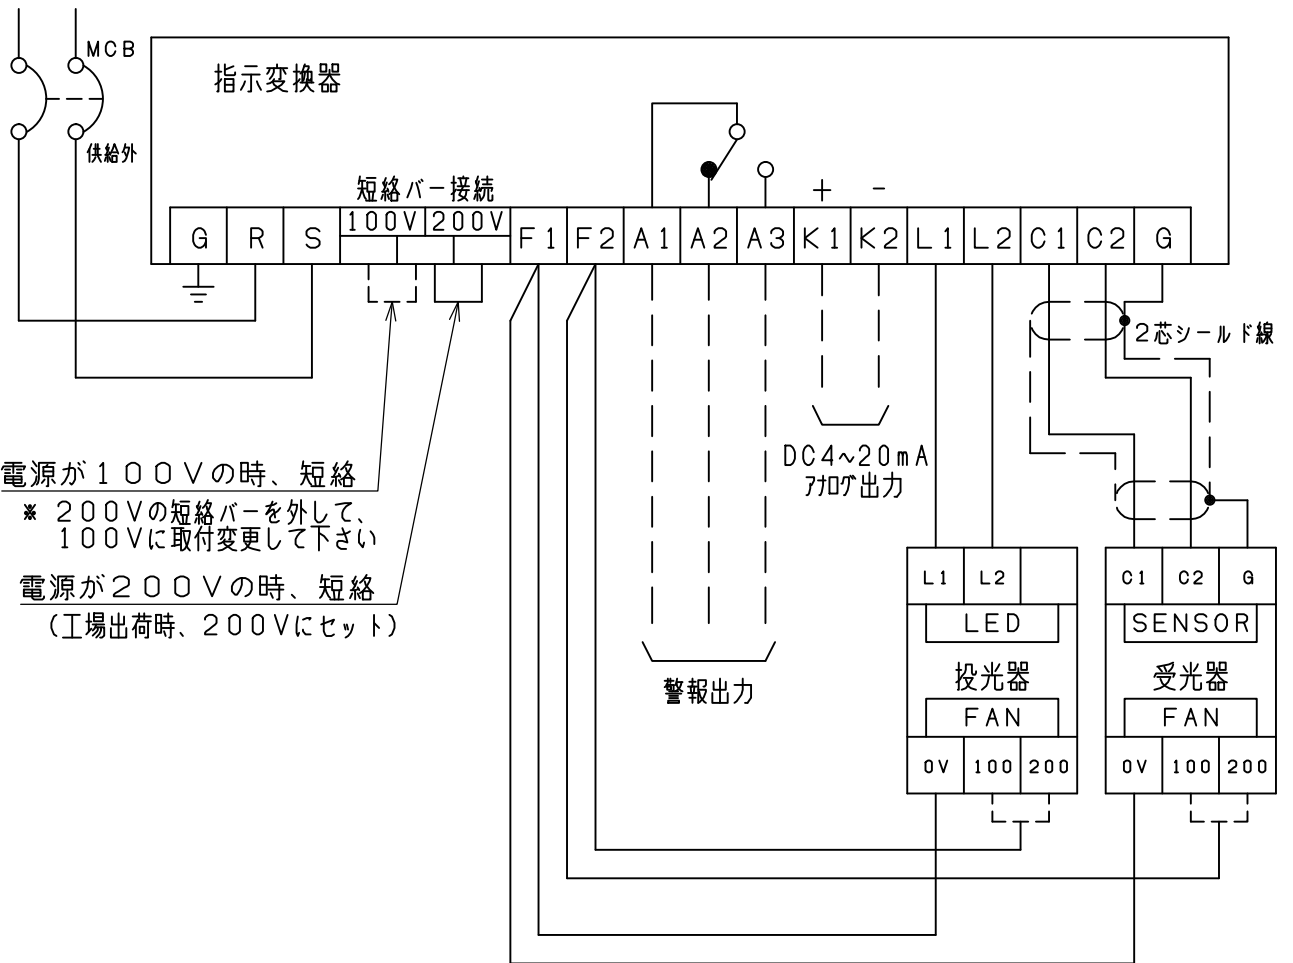 MCB
指示変換器
供給外
短絡バー接続
+ -
100V 200V
G R S F1 F2 A1 A2 A3 K1 K2 L1 L2 C1 C2 G
2芯シールド線
DC4~20mA
ｱﾅﾛｸﾞ出力
電源が100Vの時、短絡
※ 200Vの短絡バーを外して、
100Vに取付変更して下さい
電源が200Vの時、短絡
(工場出荷時、200Vにセット)
警報出力
L1 L2
LED
投光器
FAN
0V 100 200
C1 C2 G
SENSOR
受光器
FAN
0V 100 200